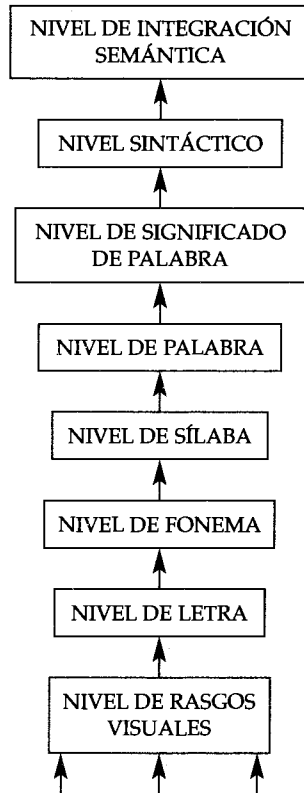 NIVEL DE INTEGRACIÓN
SEMÁNTICA
NIVEL SINTÁCTICO
NIVEL DE SIGNIFICADO
DE PALABRA
NIVEL DE PALABRA
NIVEL DE SÍLABA
NIVEL DE FONEMA
NIVEL DE LETRA
NIVEL DE RASGOS
VISUALES